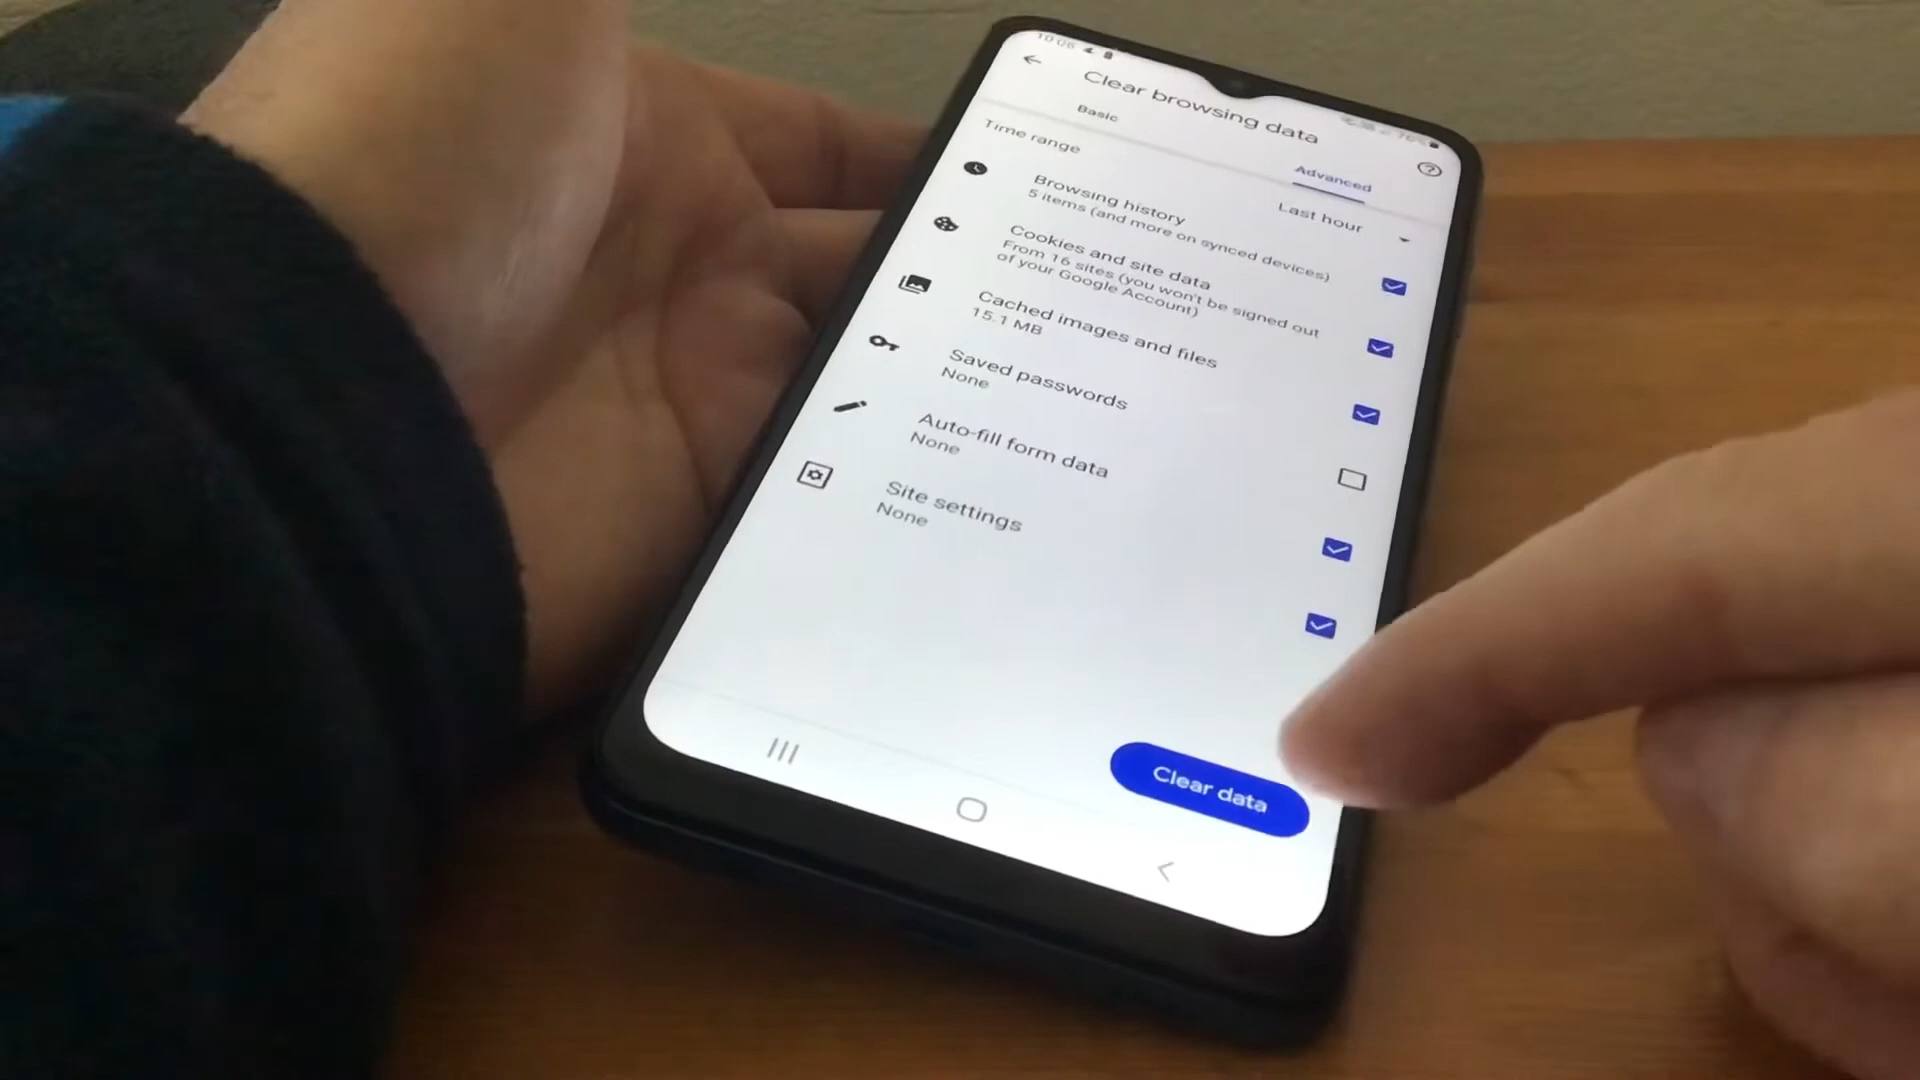 10:06
Clear browsing data
Basic
Advanced
Time range
Last hour
Browsing history
5 items (and more on synced devices)
Cookies and site data
From 16 sites (you won't be signed out
of your Google Account)
Cached images and files
15.1 MB
Saved passwords
None
Auto-fill form data
None
Site settings
None
Clear data